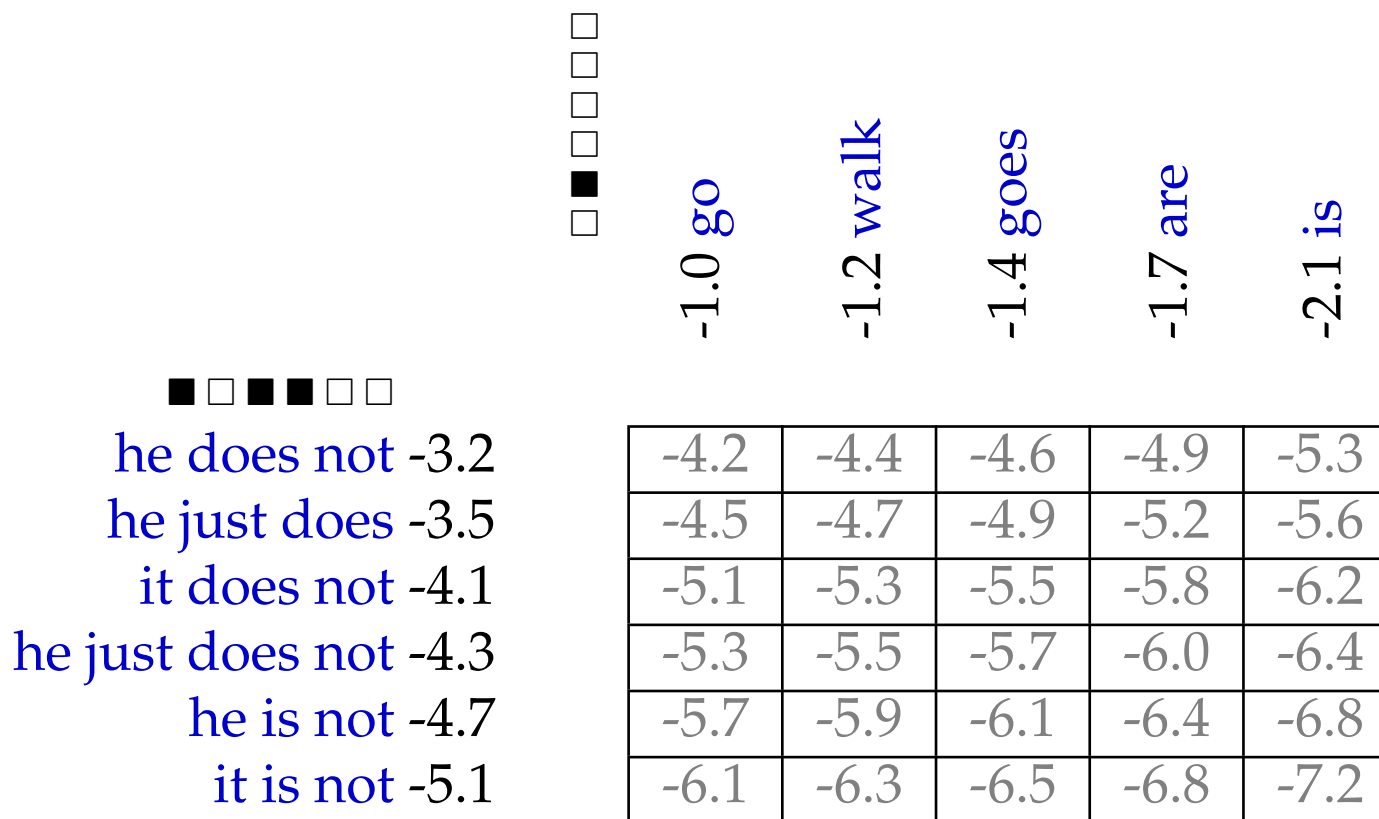 -1.0 go
-1.2 walk
-1.4 goes
-1.7 are
-2.1 is
he does not -3.2 -4.2 -4.4 -4.6 -4.9 -5.3
he just does -3.5 -4.5 -4.7 -4.9 -5.2 -5.6
it does not -4.1 -5.1 -5.3 -5.5 -5.8 -6.2
he just does not -4.3 -5.3 -5.5 -5.7 -6.0 -6.4
he is not -4.7 -5.7 -5.9 -6.1 -6.4 -6.8
it is not -5.1 -6.1 -6.3 -6.5 -6.8 -7.2